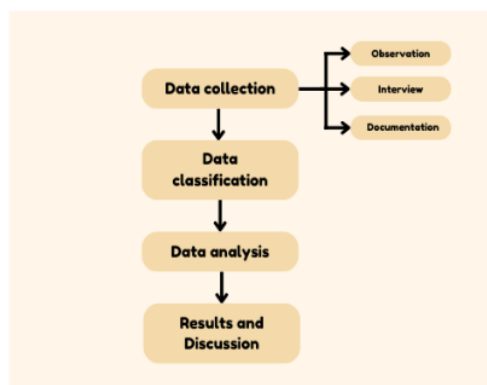 Observation
Data collection
Interview
Documentation
Data
classification
Data analysis
Results and
Discussion